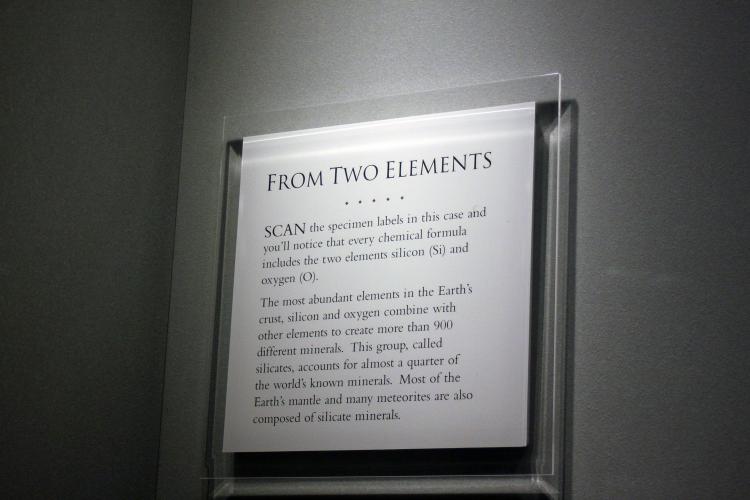 FROM TWO ELEMENTS
SCAN the specimen labels in this case and
you'll notice that every chemical formula
includes the two elements silicon (Si) and
oxygen (O).
The most abundant elements in the Earth's
crust, silicon and oxygen combine with
other elements to create more than 900
different minerals. This group, called
silicates, accounts for almost a quarter of
the world's known minerals. Most of the
Earth's mantle and many meteorites are also
composed of silicate minerals.